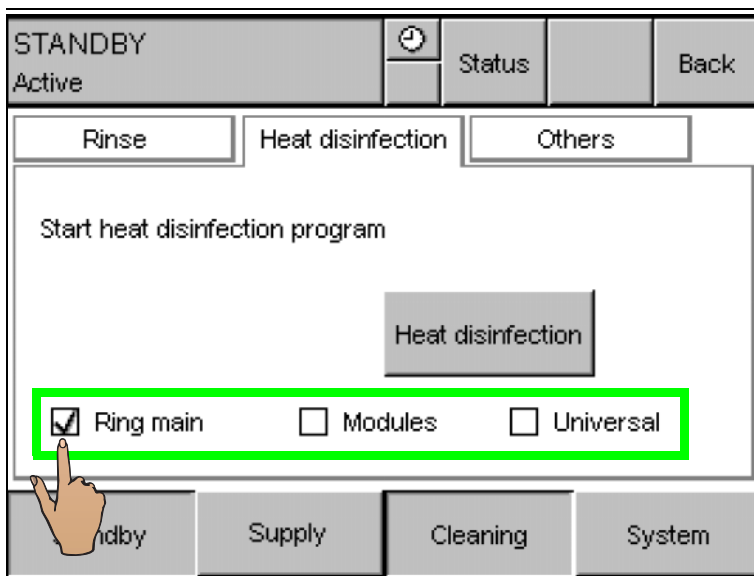 STANDBY
Active
Status
Back
Rinse
Heat disinfection
Others
Start heat disinfection program
Heat disinfection
Ring main
Modules
Universal
ndby
Supply
Cleaning
System